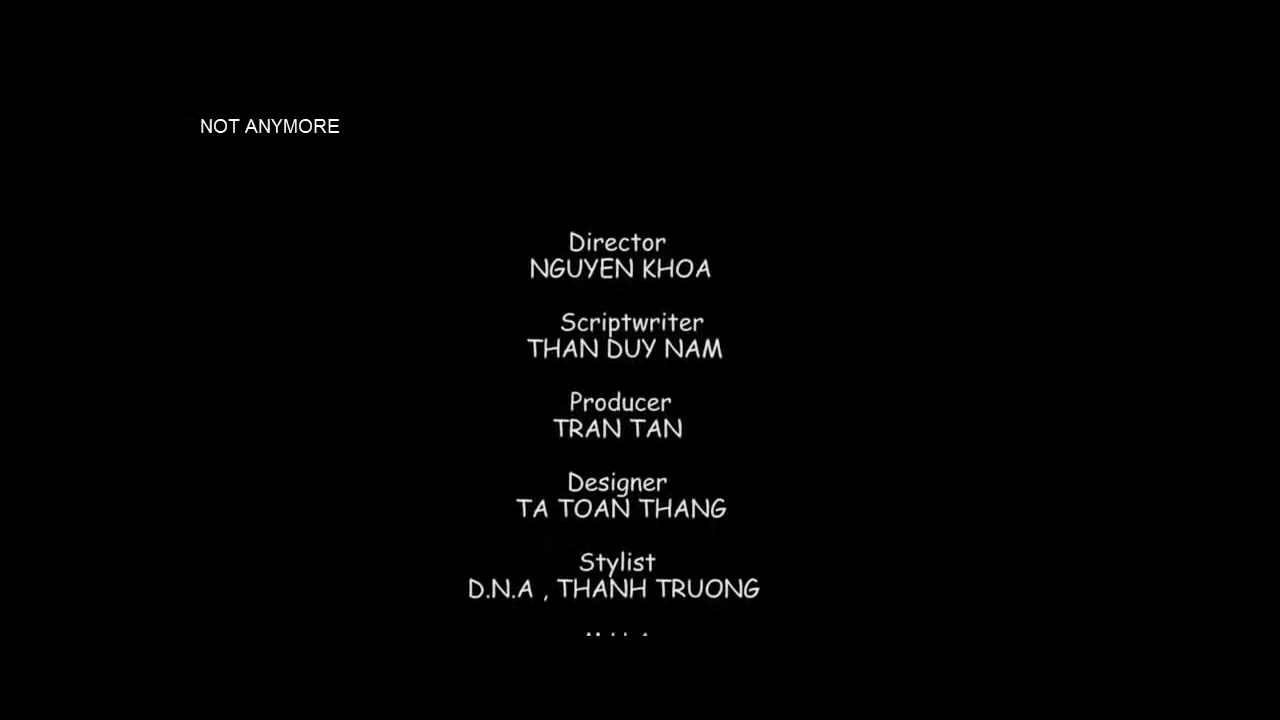 NOT ANYMORE
Director
NGUYEN KHOA
Scriptwriter
THAN DUY NAM
Producer
TRAN TAN
Designer
TA TOAN THANG
Stylist
D.N.A , THANH TRUONG